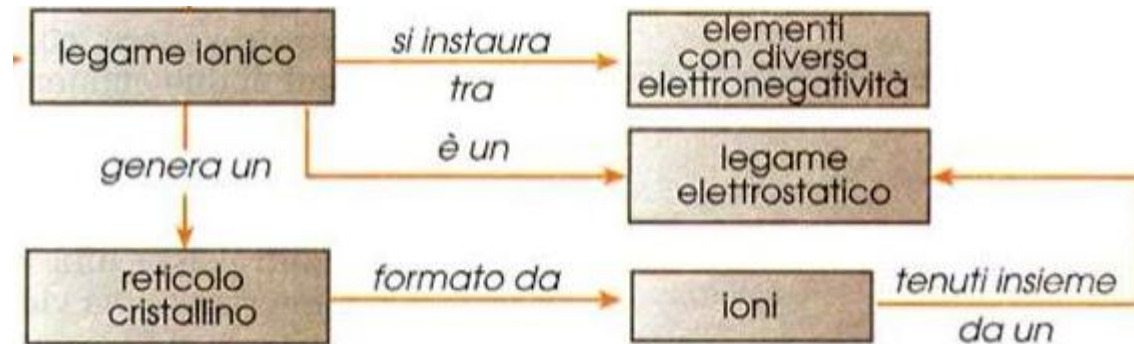 legame ionico
si instaura
tra
elementi
con diversa
elettronegatività
è un
legame
elettrostatico
genera un
reticolo
cristallino
formato da
ioni
tenuti insieme
da un